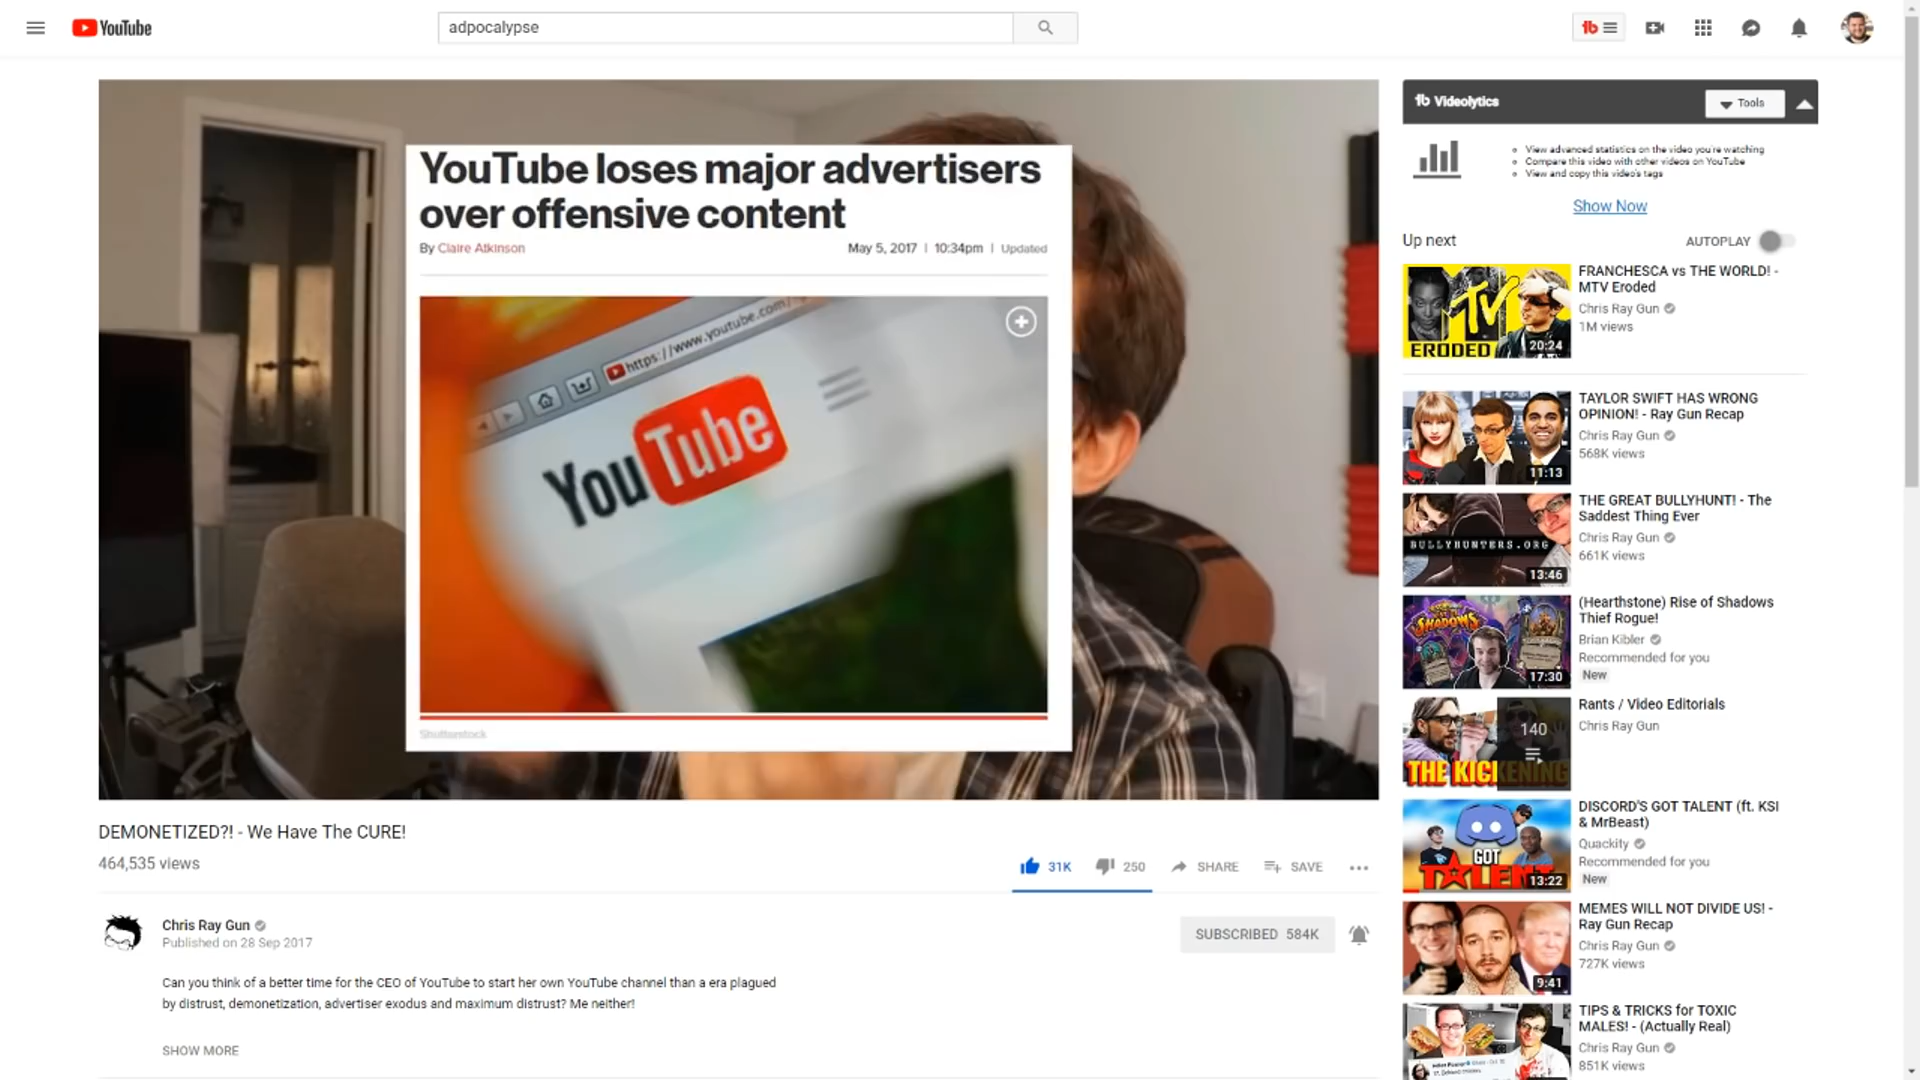 YouTube
adpocalypse
YouTube loses major advertisers
over offensive content
By Claire Atkinson
May 5, 2017 | 10:34pm | Updated
https://www.youtube.com/
YouTube
Shutterstock
DEMONETIZED?! - We Have The CURE!
464,535 views
31K
250
SHARE
SAVE
Chris Ray Gun
Published on 28 Sep 2017
SUBSCRIBED 584K
Can you think of a better time for the CEO of YouTube to start her own YouTube channel than a era plagued
by distrust, demonetization, advertiser exodus and maximum distrust? Me neither!
SHOW MORE
tb
tb Videolytics
Tools
View advanced statistics on the video you're watching
Compare this video with other videos on YouTube
View and copy this video's tags
Show Now
Up next
AUTOPLAY
MTV
ERODED
20:24
FRANCHESCA vs THE WORLD! -
MTV Eroded
Chris Ray Gun
1M views
11:13
TAYLOR SWIFT HAS WRONG
OPINION! - Ray Gun Recap
Chris Ray Gun
568K views
BULLYHUNTERS.ORG
13:46
THE GREAT BULLYHUNT! - The
Saddest Thing Ever
Chris Ray Gun
661K views
SHADOWS
17:30
(Hearthstone) Rise of Shadows
Thief Rogue!
Brian Kibler
Recommended for you
New
140
THE KICKENING
Rants / Video Editorials
Chris Ray Gun
GOT
TALENT
13:22
DISCORD'S GOT TALENT (ft. KSI
& MrBeast)
Quackity
Recommended for you
New
9:41
MEMES WILL NOT DIVIDE US! -
Ray Gun Recap
Chris Ray Gun
727K views
TIPS & TRICKS for TOXIC
MALES! - (Actually Real)
Chris Ray Gun
851K views